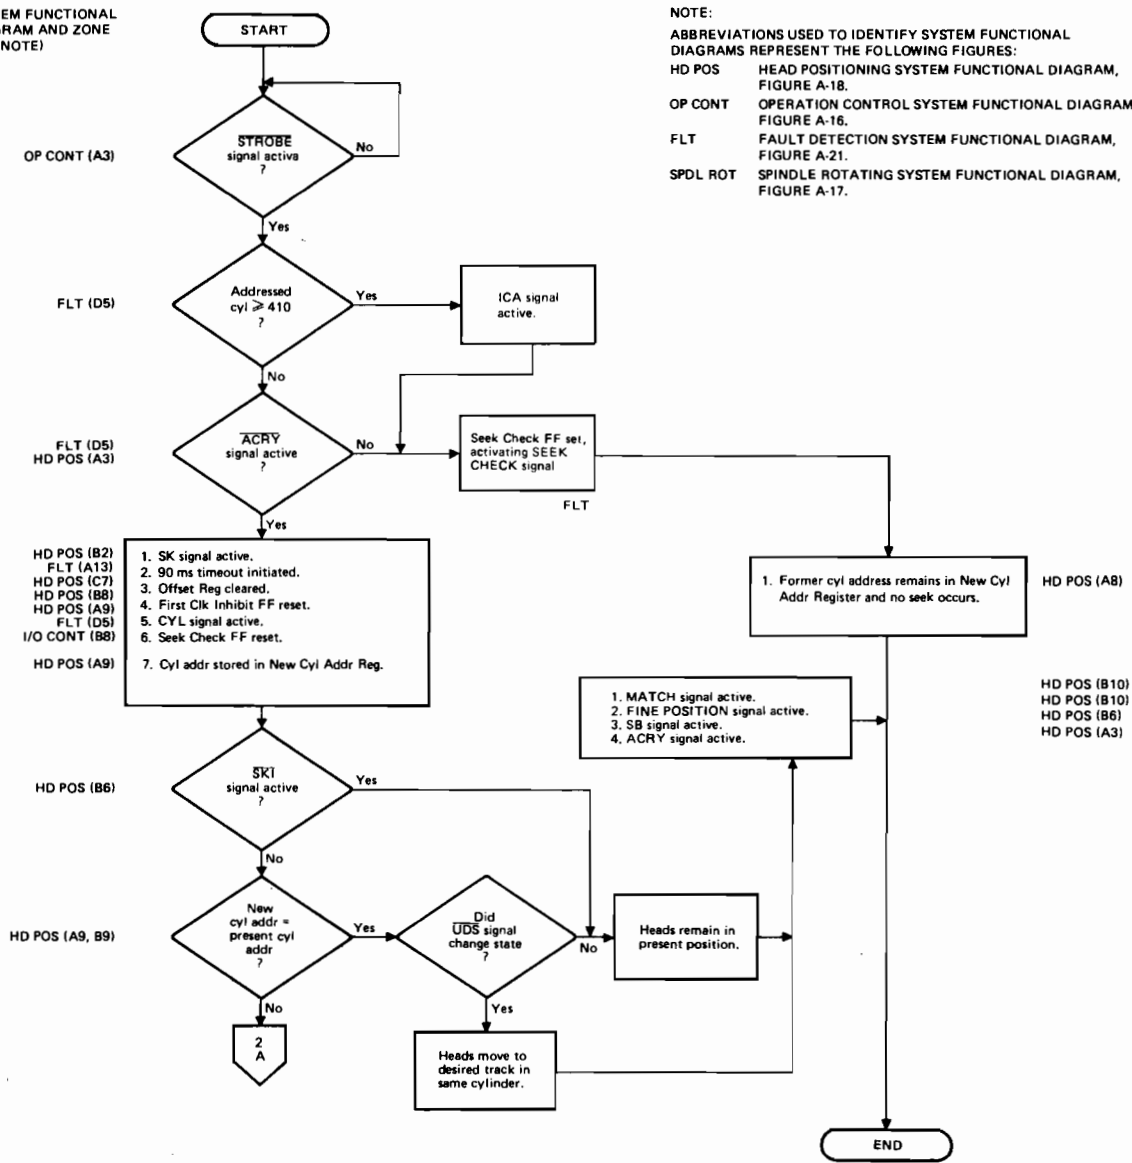 EM FUNCTIONAL
GRAM AND ZONE
NOTE)
START
NOTE:
ABBREVIATIONS USED TO IDENTIFY SYSTEM FUNCTIONAL
DIAGRAMS REPRESENT THE FOLLOWING FIGURES:
HD POS HEAD POSITIONING SYSTEM FUNCTIONAL DIAGRAM,
FIGURE A-18.
OP CONT OPERATION CONTROL SYSTEM FUNCTIONAL DIAGRAM
FIGURE A-16.
FLT FAULT DETECTION SYSTEM FUNCTIONAL DIAGRAM,
FIGURE A-21.
SPDL ROT SPINDLE ROTATING SYSTEM FUNCTIONAL DIAGRAM,
FIGURE A-17.
OP CONT (A3)
STROBE
signal activa
?
No
Yes
FLT (D5)
Addressed
cyl ⩾ 410
?
Yes
ICA signal
active.
No
FLT (D5)
HD POS (A3)
ACRY
signal active
?
No
Seek Check FF set,
activating SEEK
CHECK signal
FLT
Yes
HD POS (B2)
FLT (A13)
HD POS (C7)
HD POS (B8)
HD POS (A9)
FLT (D5)
I/O CONT (B8)
HD POS (A9)
1. SK signal active.
2. 90 ms timeout initiated.
3. Offset Reg cleared.
4. First Clk Inhibit FF reset.
5. CYL signal active.
6. Seek Check FF reset.
7. Cyl addr stored in New Cyl Addr Reg.
1. Former cyl address remains in New Cyl
Addr Register and no seek occurs.
HD POS (A8)
1. MATCH signal active.
2. FINE POSITION signal active.
3. SB signal active.
4. ACRY signal active.
HD POS (B10)
HD POS (B10)
HD POS (B6)
HD POS (A3)
HD POS (B6)
SKI
signal active
?
Yes
No
HD POS (A9, B9)
New
cyl addr =
present cyl
addr
?
Yes
Did
UDS signal
change state
?
No
Heads remain in
present position.
No
Yes
2
A
Heads move to
desired track in
same cylinder.
END